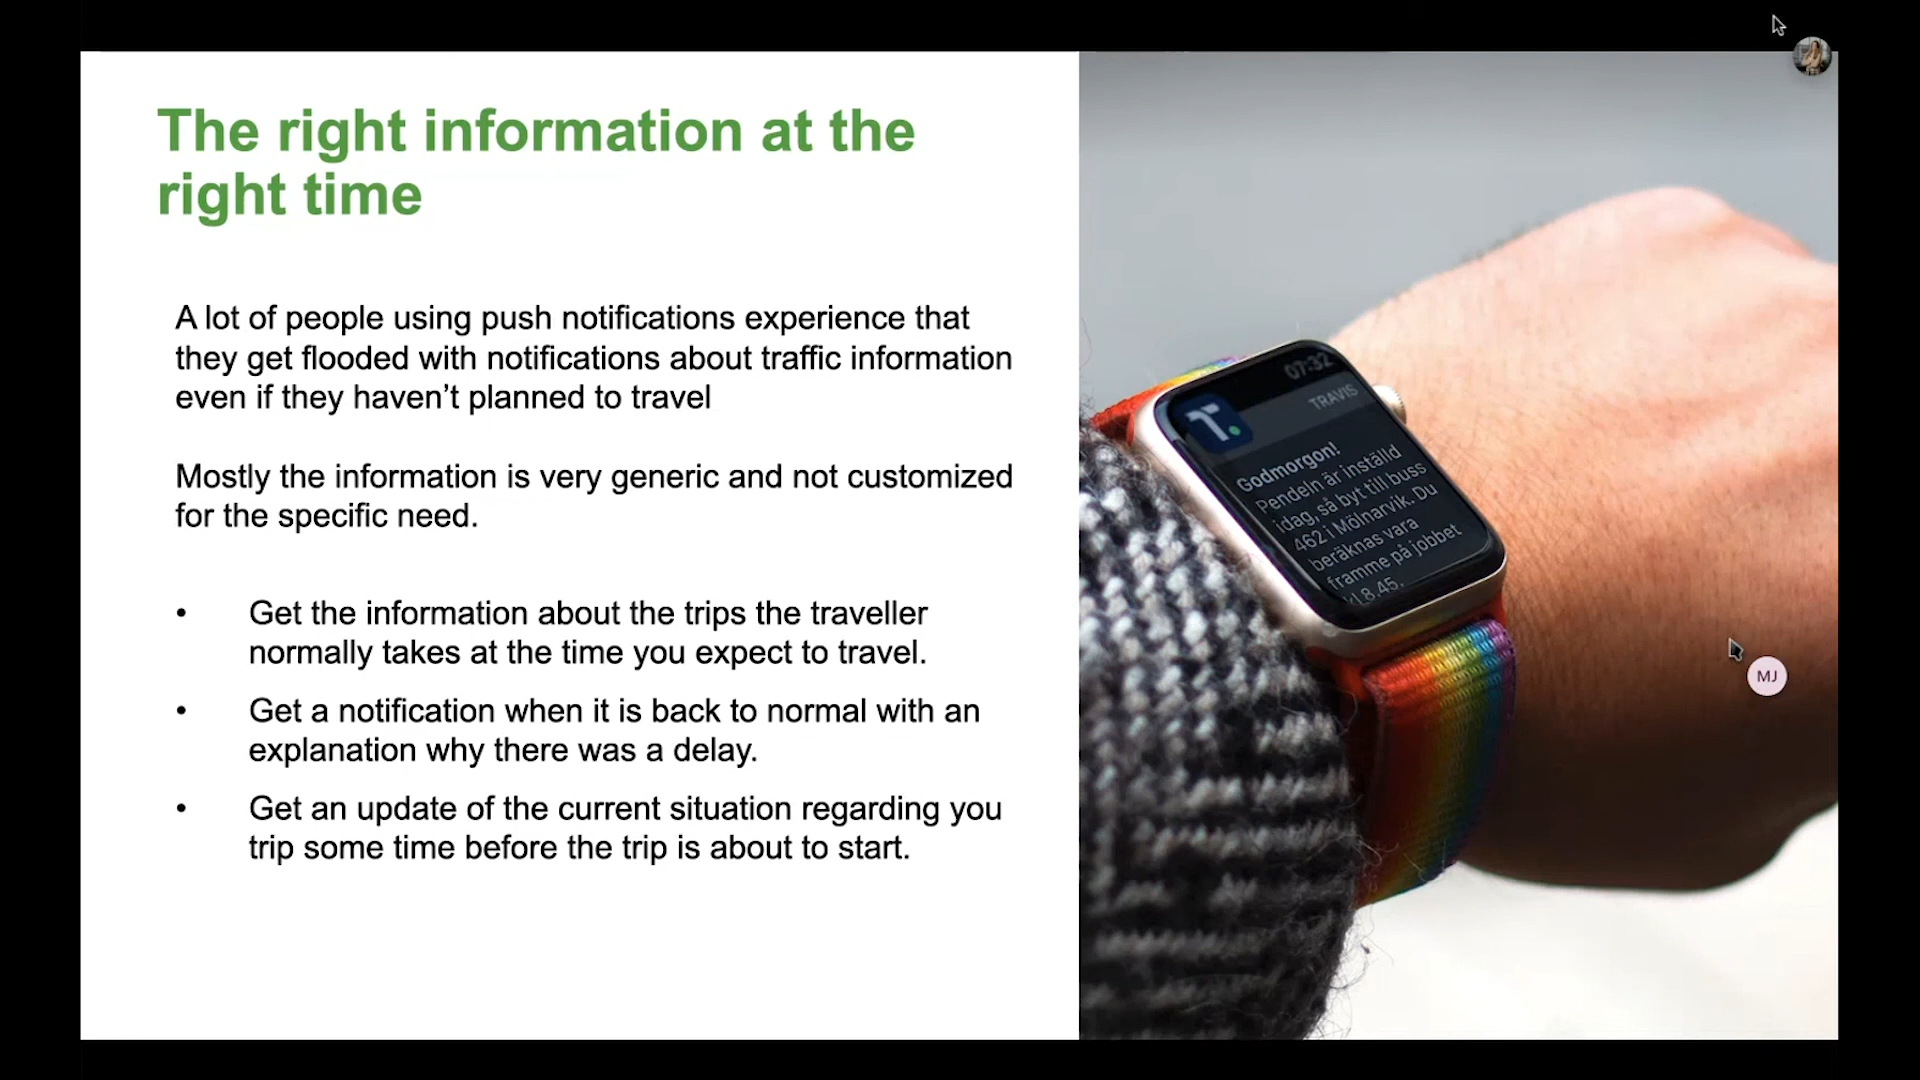 The right information at the
right time
A lot of people using push notifications experience that
they get flooded with notifications about traffic information
even if they haven’t planned to travel
Mostly the information is very generic and not customized
for the specific need.
• Get the information about the trips the traveller
normally takes at the time you expect to travel.
• Get a notification when it is back to normal with an
explanation why there was a delay.
• Get an update of the current situation regarding you
trip some time before the trip is about to start.
07:32
TRAVIS
T.
Godmorgon!
Pendeln är inställd
idag, så byt till buss
462 i Mölnarvik. Du
beräknas vara
framme på jobbet
kl 8.45.
MJ